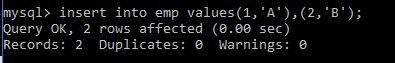 mysql> insert into emp values(1,'A'),(2,'B');
Query OK, 2 rows affected (0.00 sec)
Records: 2  Duplicates: 0  Warnings: 0